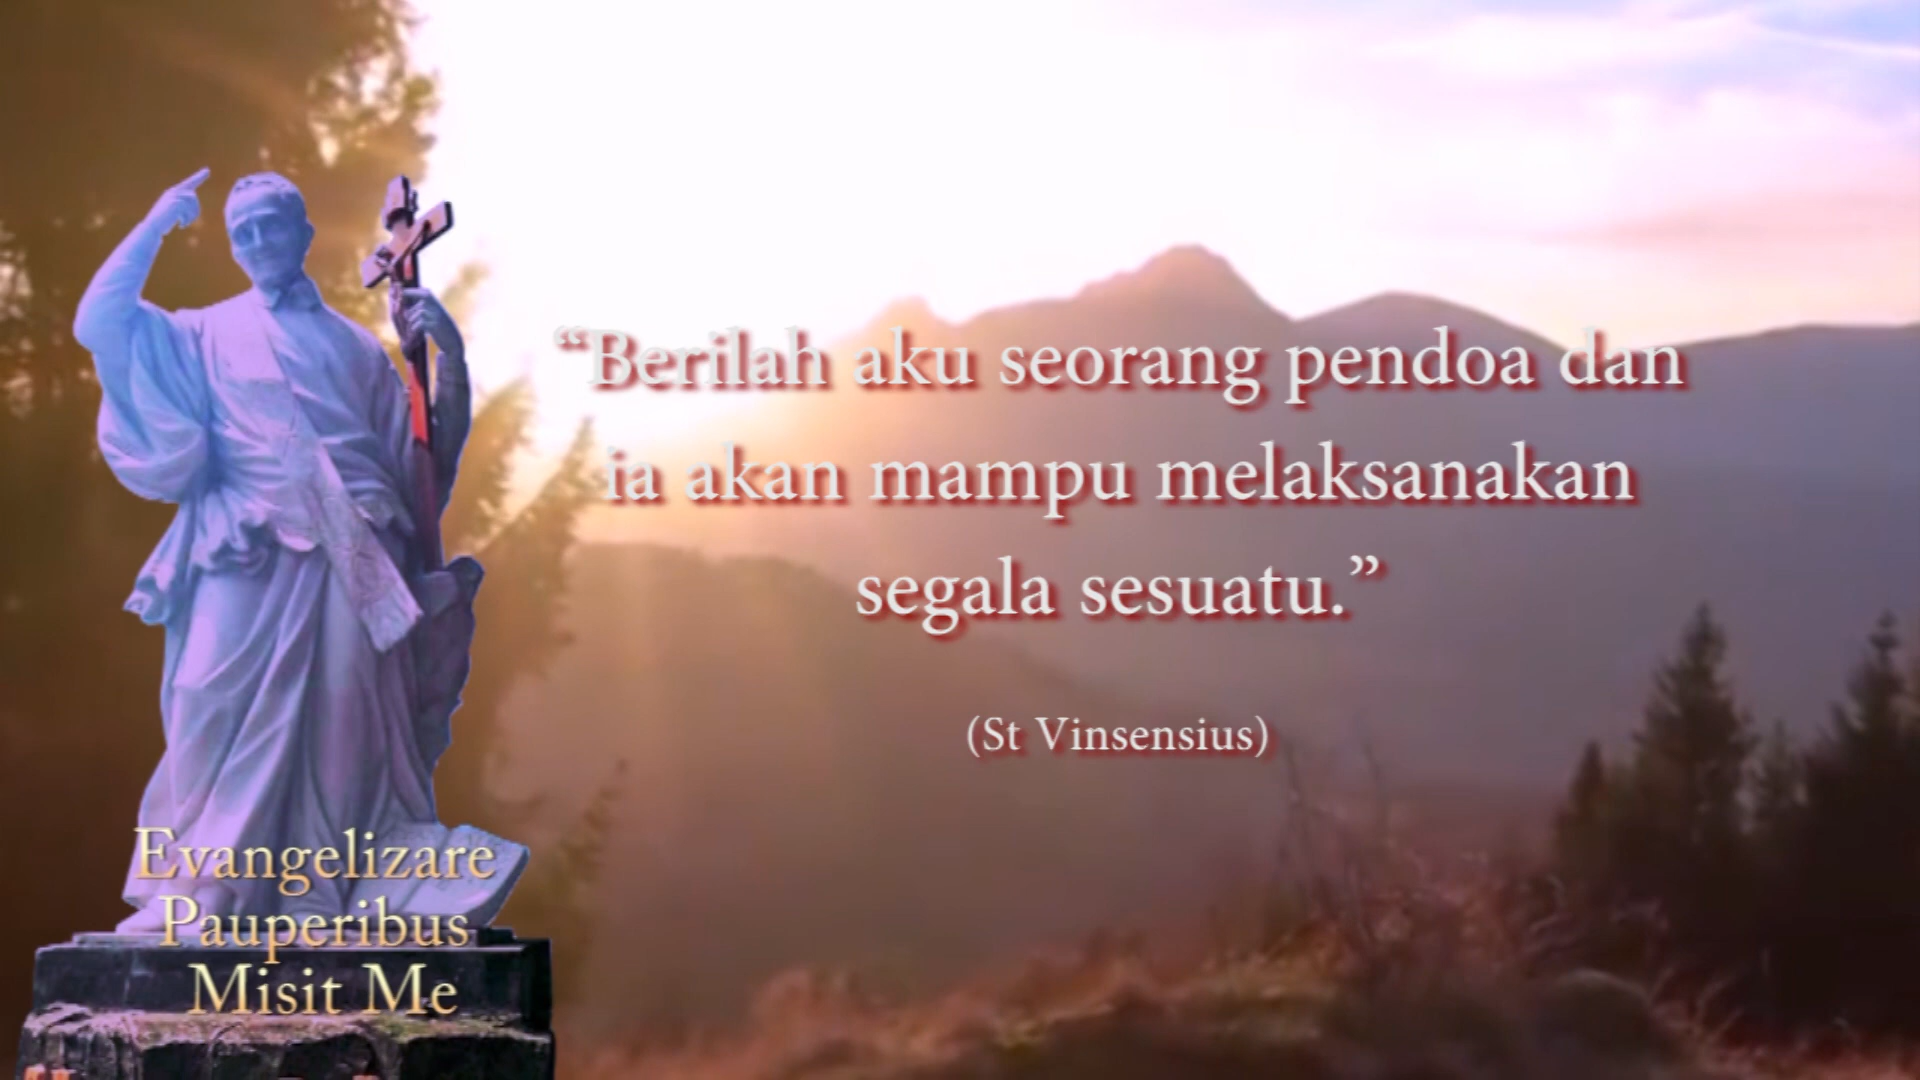 “Berilah aku seorang pendoa dan
ia akan mampu melaksanakan
segala sesuatu.”
(St Vinsensius)
Evangelizare
Pauperibus
Misit Me